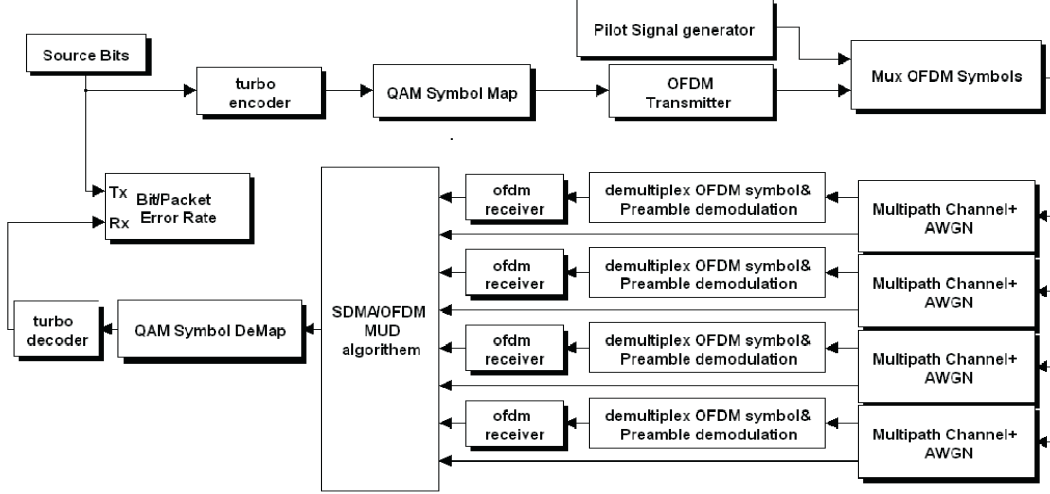 Pilot Signal generator
Source Bits
turbo
encoder
QAM Symbol Map
OFDM
Transmitter
Mux OFDM Symbols
Tx
Rx
Bit/Packet
Error Rate
SDMA/OFDM
MUD
algorithem
ofdm
receiver
demultiplex OFDM symbol&
Preamble demodulation
Multipath Channel+
AWGN
ofdm
receiver
demultiplex OFDM symbol&
Preamble demodulation
Multipath Channel+
AWGN
turbo
decoder
QAM Symbol DeMap
ofdm
receiver
demultiplex OFDM symbol&
Preamble demodulation
Multipath Channel+
AWGN
ofdm
receiver
demultiplex OFDM symbol&
Preamble demodulation
Multipath Channel+
AWGN